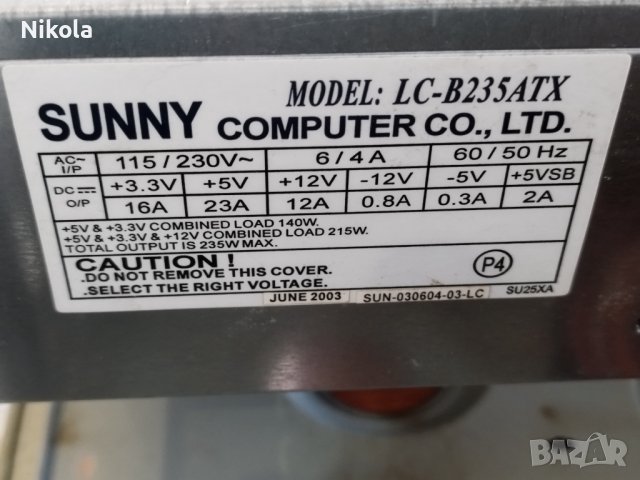 Nikola
MODEL: LC-B235ATX
SUNNY COMPUTER CO., LTD.
AC~ I/P 115 / 230V~ 6 / 4 A 60 / 50 Hz
DC O/P +3.3V +5V +12V -12V -5V +5VSB
16A 23A 12A 0.8A 0.3A 2A
+5V & +3.3V COMBINED LOAD 140W.
+5V & +3.3V & +12V COMBINED LOAD 215W.
TOTAL OUTPUT IS 235W MAX.
CAUTION !
.DO NOT REMOVE THIS COVER.
.SELECT THE RIGHT VOLTAGE.
P4
JUNE 2003 SUN-030604-03-LC SU25XA
BAZAR